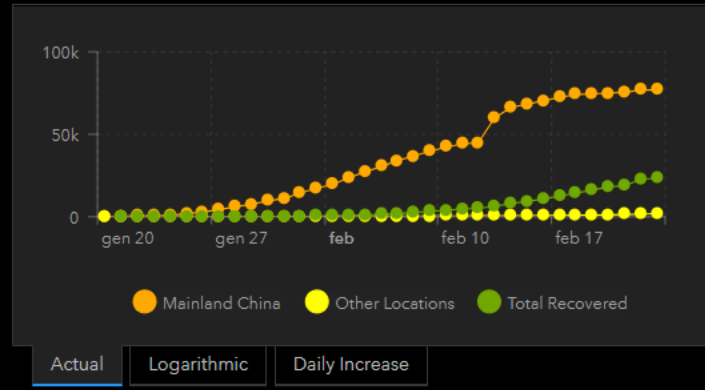 100k
50k
0
gen 20 gen 27 feb feb 10 feb 17
Mainland China Other Locations Total Recovered
Actual Logarithmic Daily Increase